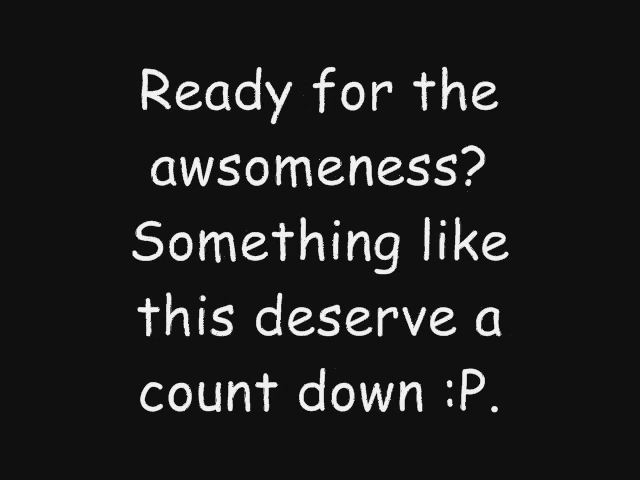 Ready for the
awsomeness?
Something like
this deserve a
count down :P.